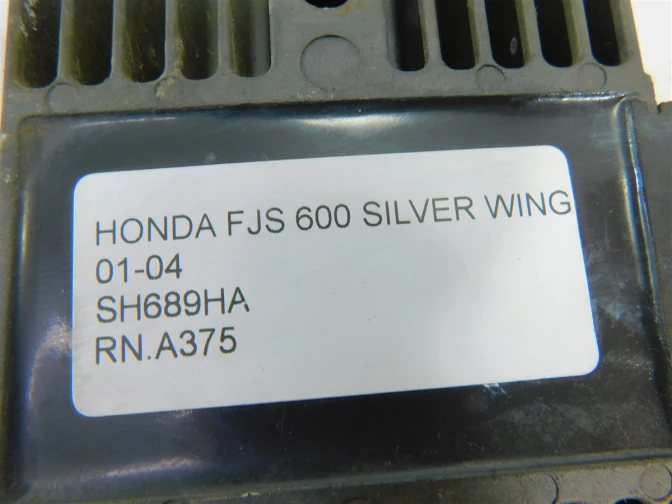 HONDA FJS 600 SILVER WING
01-04
SH689HA
RN.A375